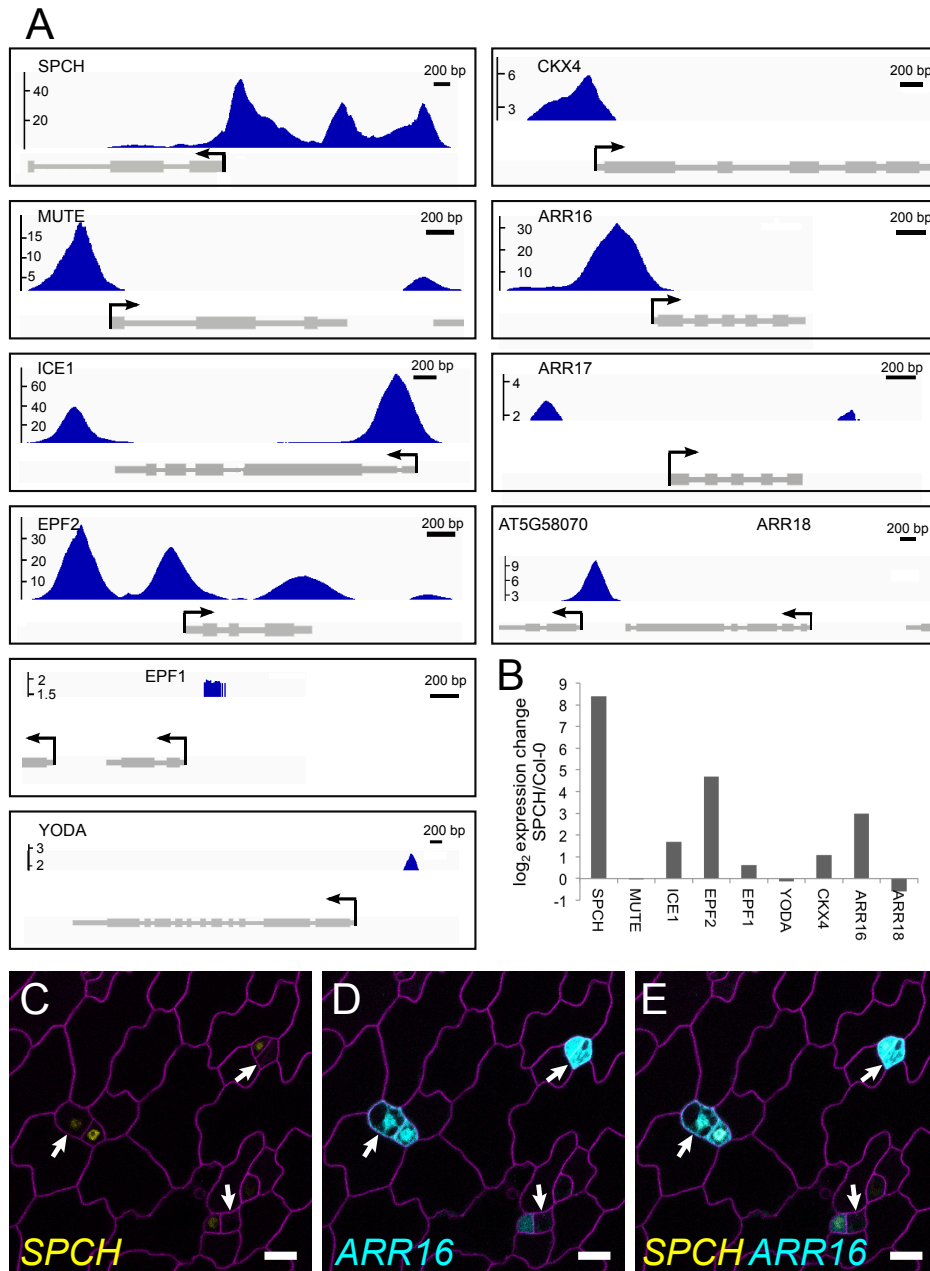 A
SPCH
200 bp
40
20
CKX4
200 bp
6
3
MUTE
200 bp
15
10
5
ARR16
200 bp
30
20
10
ICE1
200 bp
60
40
20
ARR17
200 bp
4
2
EPF2
200 bp
30
20
10
AT5G58070
ARR18
200 bp
9
6
3
EPF1
200 bp
2
1.5
YODA
200 bp
3
2
B
log2 expression change
SPCH/Col-0
9
8
7
6
5
4
3
2
1
0
-1
SPCH
MUTE
ICE1
EPF2
EPF1
YODA
CKX4
ARR16
ARR18
C
SPCH
D
ARR16
E
SPCH ARR16